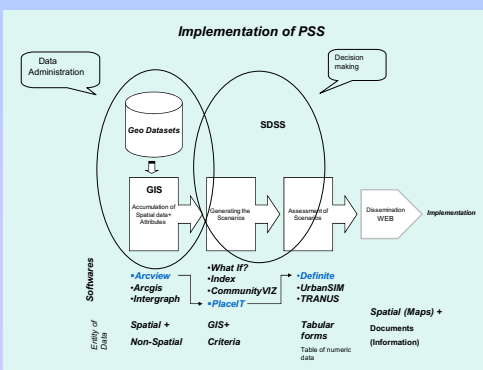 Implementation of PSS
Data
Administration
Decision
making
Geo Datasets
SDSS
GIS
Accumulation of
Spatial data+
Attributes
Generating the
Scenarios
Assessment of
Scenarios
Dissemination
WEB
Implementation
Softwares
▪Arcview
•Arcgis
•Intergraph
•What If?
•Index
•CommunityVIZ
▪PlaceIT
▪Definite
•UrbanSIM
•TRANUS
Entity of
Data
Spatial +
Non-Spatial
GIS+
Criteria
Tabular
forms
Table of numeric
data
Spatial (Maps) +
Documents
(Information)